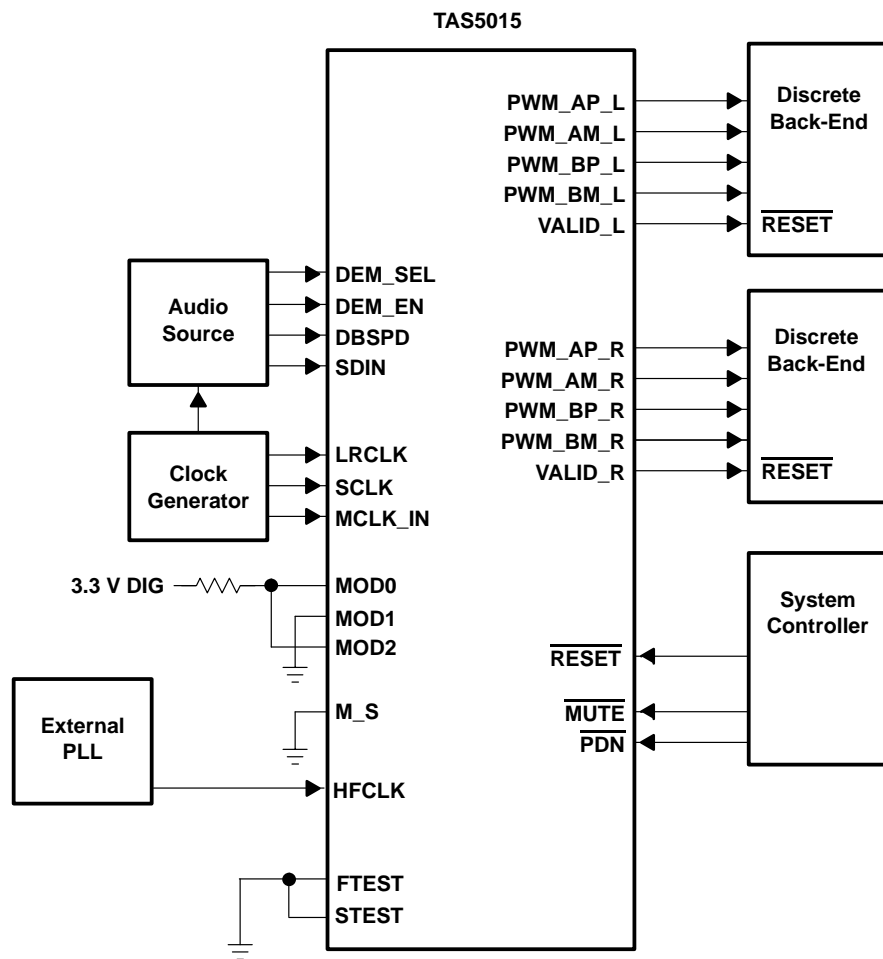 TAS5015
PWM_AP_L
PWM_AM_L
PWM_BP_L
PWM_BM_L
VALID_L
Discrete
Back-End
RESET
DEM_SEL
DEM_EN
DBSPD
SDIN
Audio
Source
PWM_AP_R
PWM_AM_R
PWM_BP_R
PWM_BM_R
VALID_R
Discrete
Back-End
RESET
Clock
Generator
LRCLK
SCLK
MCLK_IN
3.3 V DIG
MOD0
MOD1
MOD2
System
Controller
RESET
MUTE
PDN
M_S
External
PLL
HFCLK
FTEST
STEST